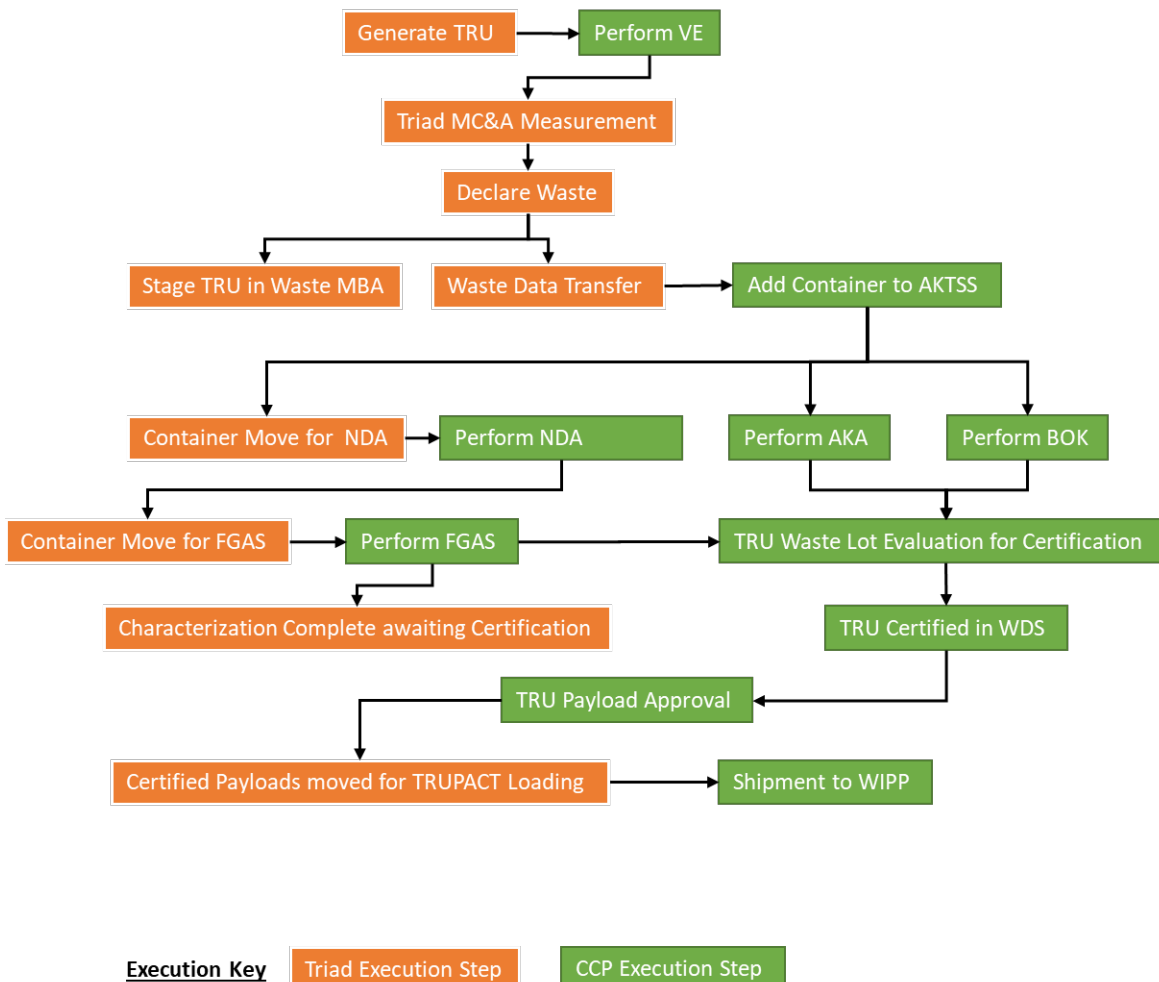 Generate TRU
Perform VE
Triad MC&A Measurement
Declare Waste
Stage TRU in Waste MBA
Waste Data Transfer
Add Container to AKTSS
Container Move for NDA
Perform NDA
Perform AKA
Perform BOK
Container Move for FGAS
Perform FGAS
TRU Waste Lot Evaluation for Certification
Characterization Complete awaiting Certification
TRU Certified in WDS
TRU Payload Approval
Certified Payloads moved for TRUPACT Loading
Shipment to WIPP
Execution Key
Triad Execution Step
CCP Execution Step